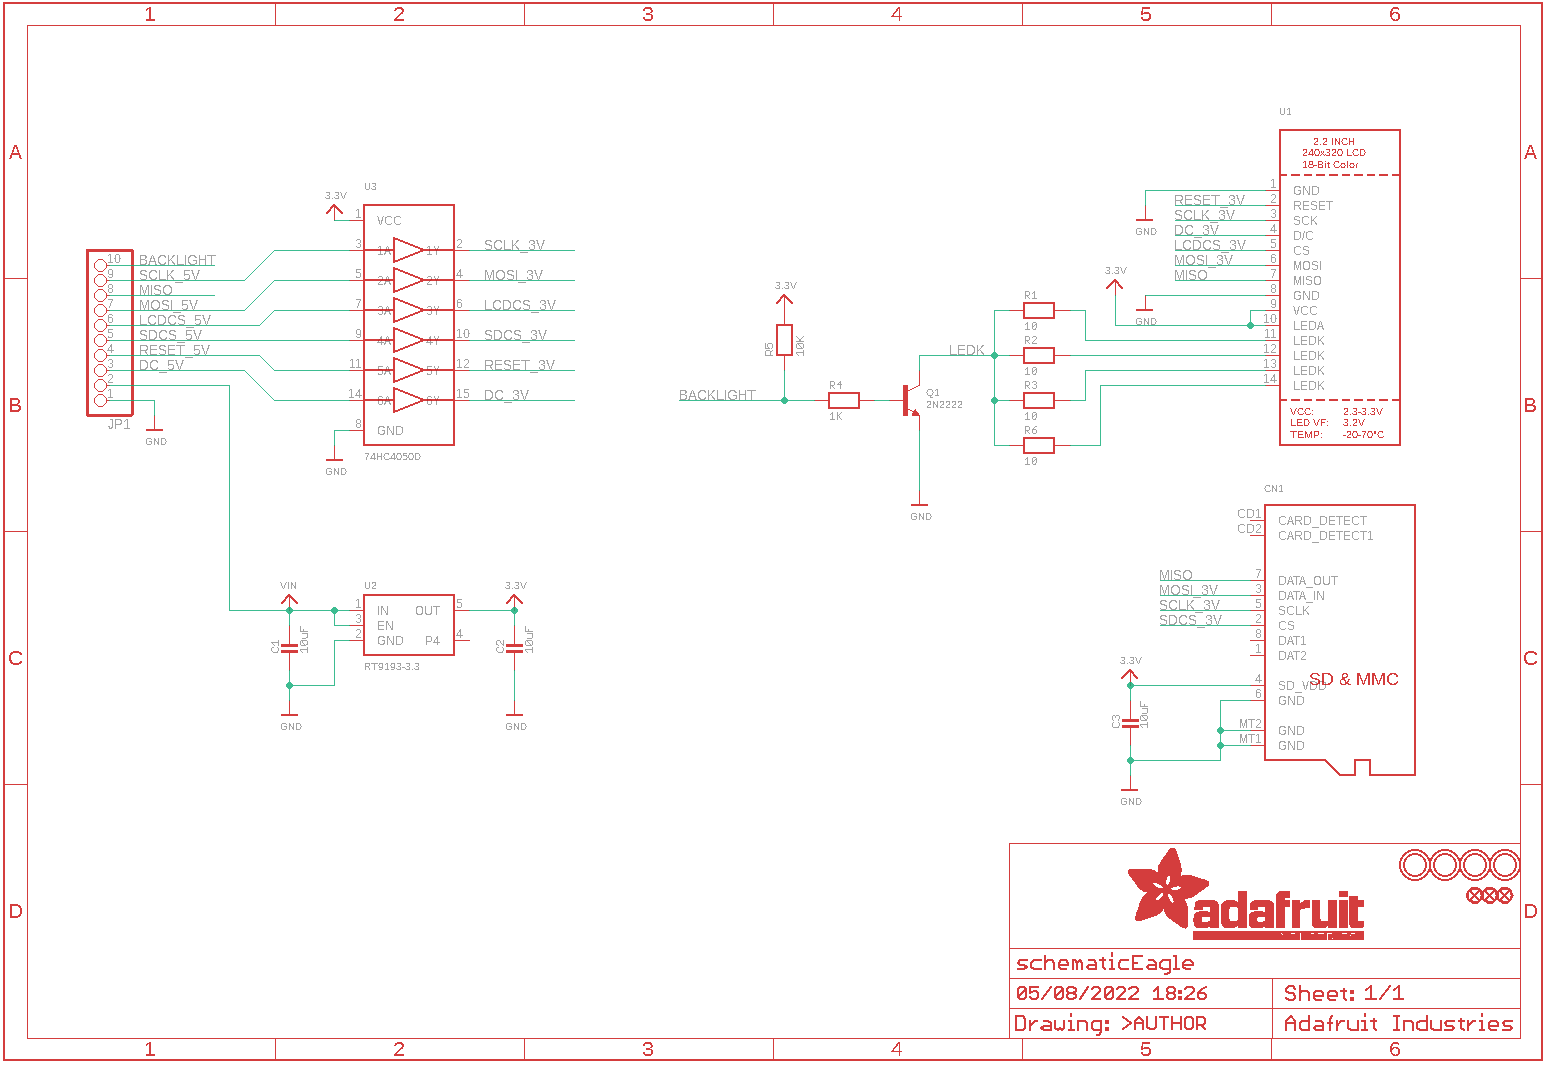 1 2 3 4 5 6
A
B
C
D
A
B
C
D
JP1
10 BACKLIGHT
9 SCLK_5V
8 MISO
7 MOSI_5V
6 LCDCS_5V
5 SDCS_5V
4 RESET_5V
3 DC_5V
2
1
GND
U3
3.3V
1 VCC
3 1A 1Y 2 SCLK_3V
5 2A 2Y 4 MOSI_3V
7 3A 3Y 6 LCDCS_3V
9 4A 4Y 10 SDCS_3V
11 5A 5Y 12 RESET_3V
14 6A 6Y 15 DC_3V
8 GND
GND
74HC4050D
VIN
U2
3.3V
1 IN OUT 5
3 EN
2 GND P4 4
RT9193-3.3
C1
10uF
GND
C2
10uF
GND
3.3V
R5
10K
BACKLIGHT
R4
1K
Q1
2N2222
GND
LEDK
R1
10
R2
10
R3
10
R6
10
U1
2.2 INCH
240x320 LCD
18-Bit Color
1 GND
GND
RESET_3V 2 RESET
SCLK_3V 3 SCK
DC_3V 4 D/C
LCDCS_3V 5 CS
MOSI_3V 6 MOSI
MISO 7 MISO
8 GND
GND
3.3V
9 VCC
10 LEDA
11 LEDK
12 LEDK
13 LEDK
14 LEDK
VCC: 2.3-3.3V
LED VF: 3.2V
TEMP: -20-70°C
CN1
CD1 CARD_DETECT
CD2 CARD_DETECT1
MISO 7 DATA_OUT
MOSI_3V 3 DATA_IN
SCLK_3V 5 SCLK
SDCS_3V 2 CS
8 DAT1
1 DAT2
3.3V
4 SD_VDD
SD & MMC
6 GND
MT2 GND
MT1 GND
C3
10uF
GND
adafruit
schematicEagle
05/08/2022 18:26 Sheet: 1/1
Drawing: >AUTHOR Adafruit Industries
1 2 3 4 5 6